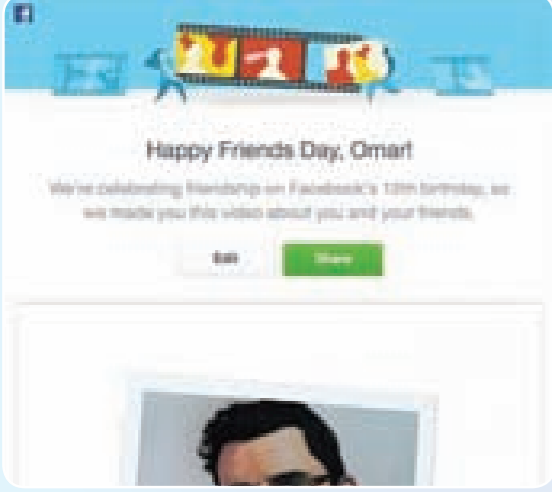 Happy Friends Day, Omar!
We're celebrating friendship on Facebook's 12th birthday, so
we made you this video about you and your friends.
Edit
Share